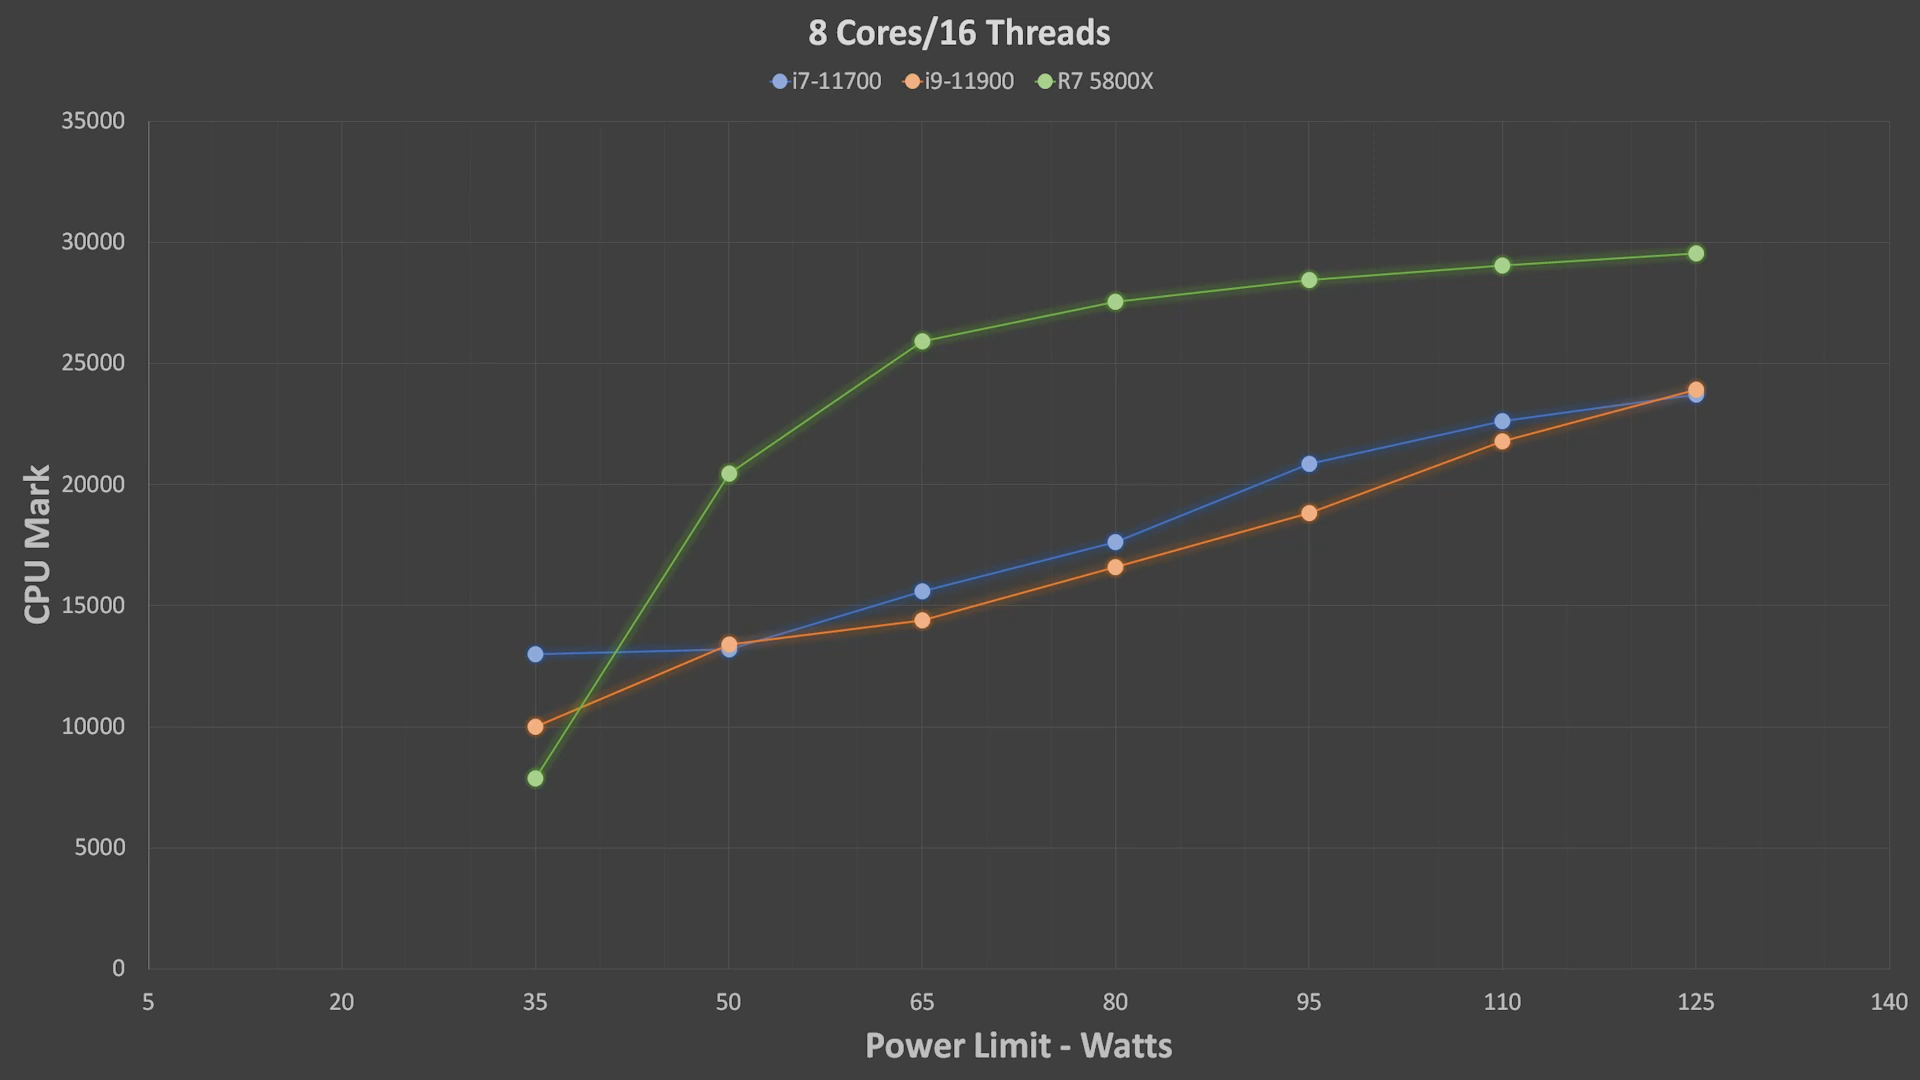 8 Cores/16 Threads
i7-11700 i9-11900 R7 5800X
35000
30000
25000
20000
15000
10000
5000
0
CPU Mark
5 20 35 50 65 80 95 110 125 140
Power Limit - Watts